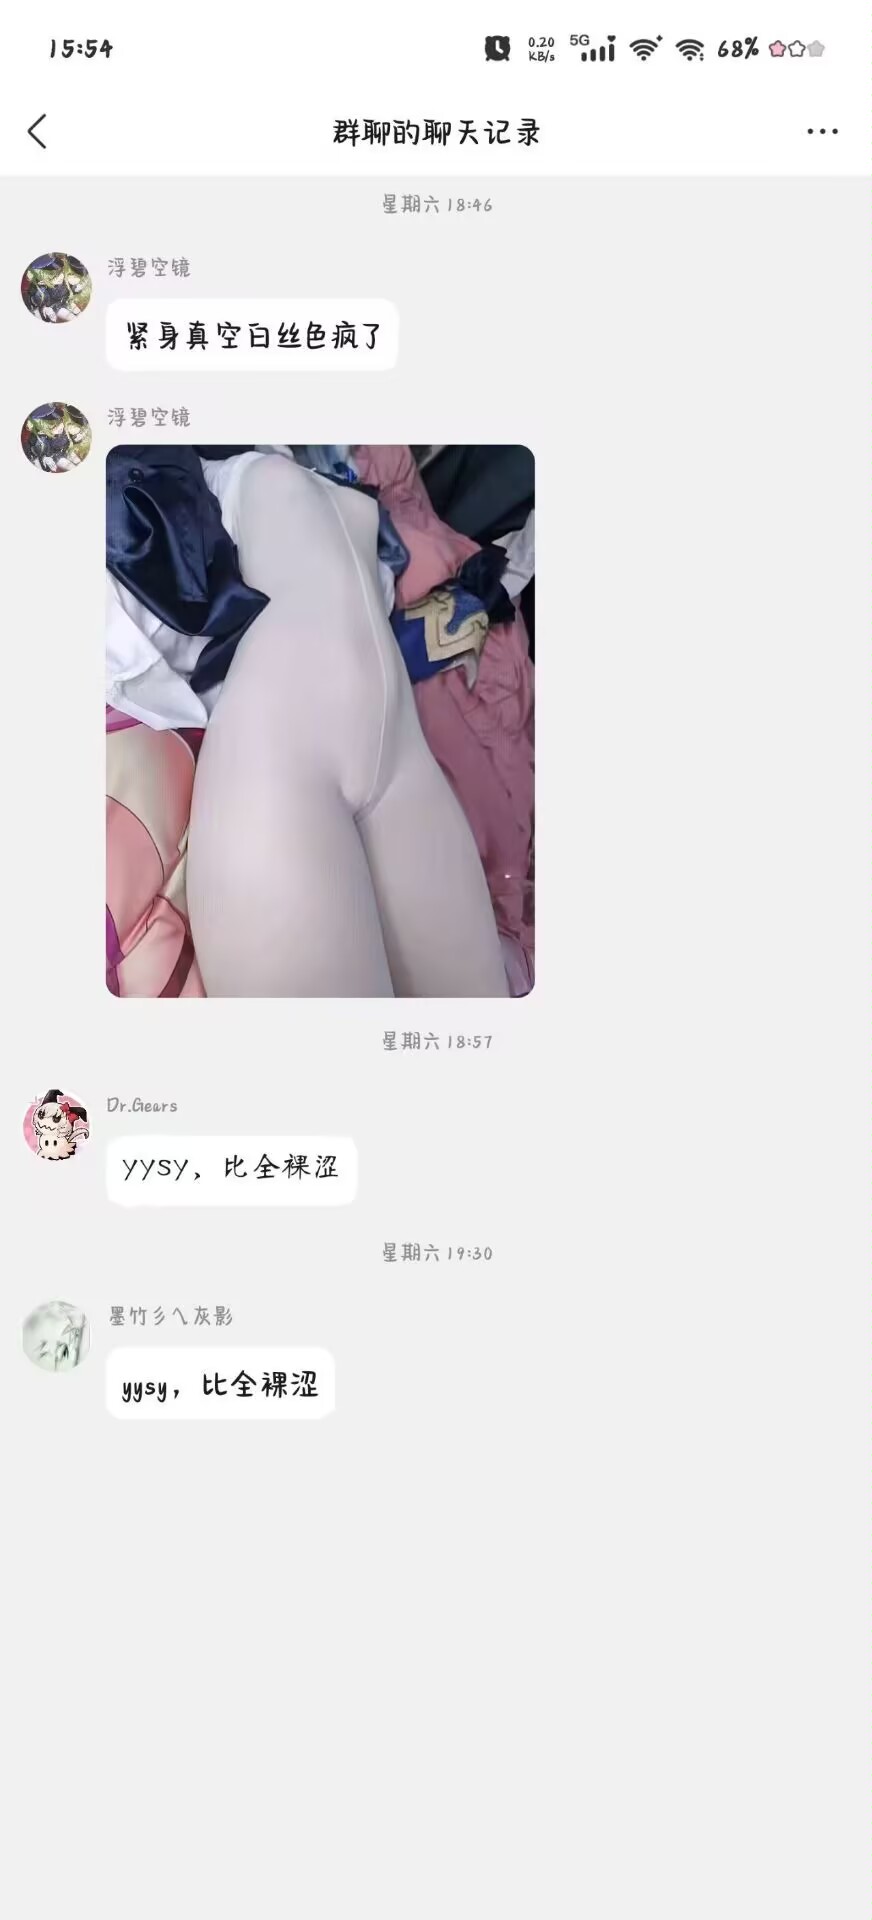 15:54
0.20
KB/s
5G
68%
群聊的聊天记录
星期六 18:46
浮碧空镜
紧身真空白丝色疯了
浮碧空镜
星期六 18:57
Dr.Gears
yysy，比全裸涩
星期六 19:30
墨竹彡乀灰影
yysy，比全裸涩